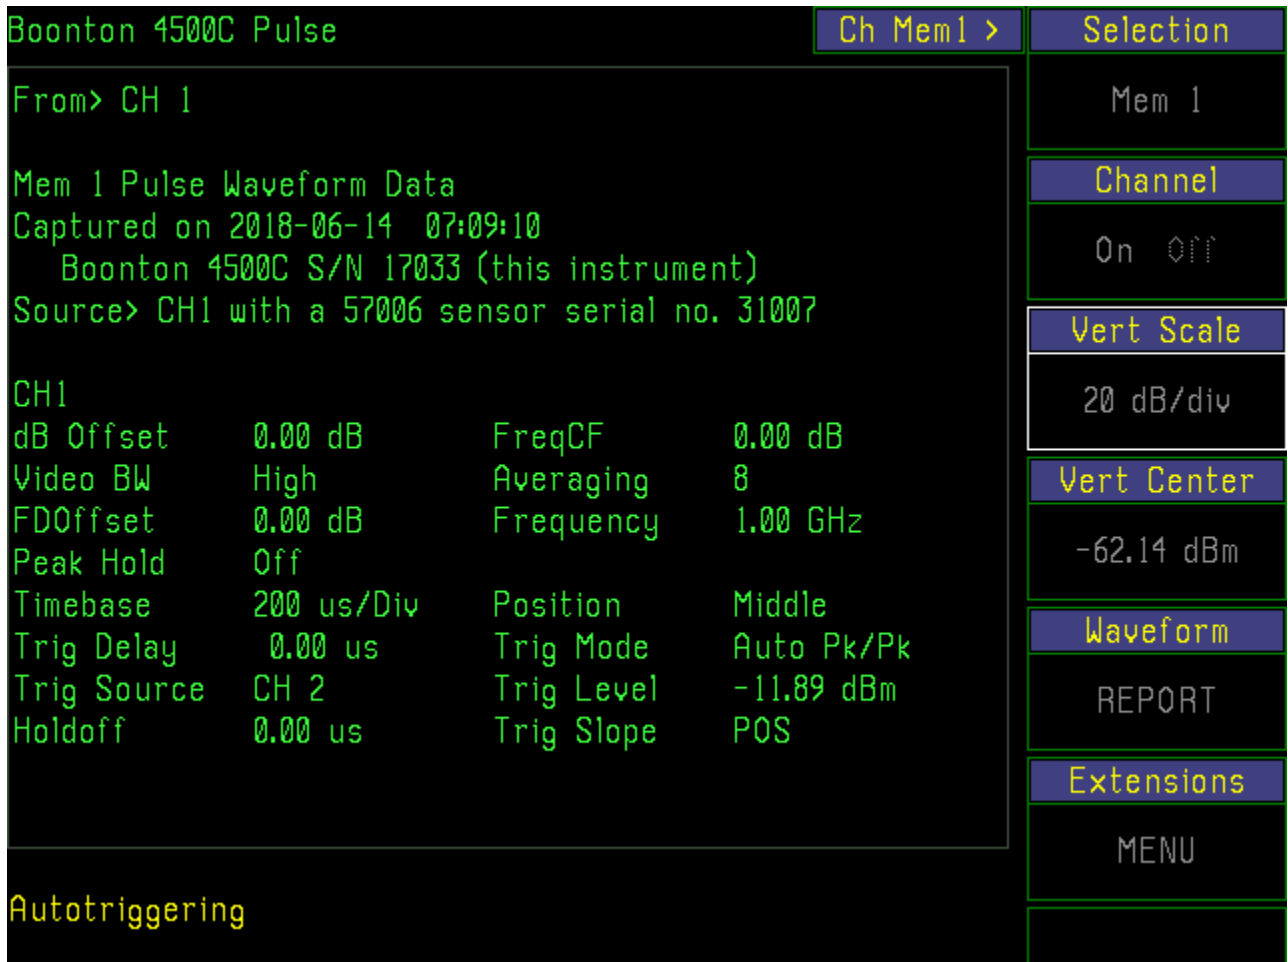 Boonton 4500C Pulse
Ch Mem1 >
From> CH 1
Mem 1 Pulse Waveform Data
Captured on 2018-06-14 07:09:10
Boonton 4500C S/N 17033 (this instrument)
Source> CH1 with a 57006 sensor serial no. 31007
CH1
dB Offset 0.00 dB FreqCF 0.00 dB
Video BW High Averaging 8
FDOffset 0.00 dB Frequency 1.00 GHz
Peak Hold Off
Timebase 200 us/Div Position Middle
Trig Delay 0.00 us Trig Mode Auto Pk/Pk
Trig Source CH 2 Trig Level -11.89 dBm
Holdoff 0.00 us Trig Slope POS
Autotriggering
Selection
Mem 1
Channel
On Off
Vert Scale
20 dB/div
Vert Center
-62.14 dBm
Waveform
REPORT
Extensions
MENU